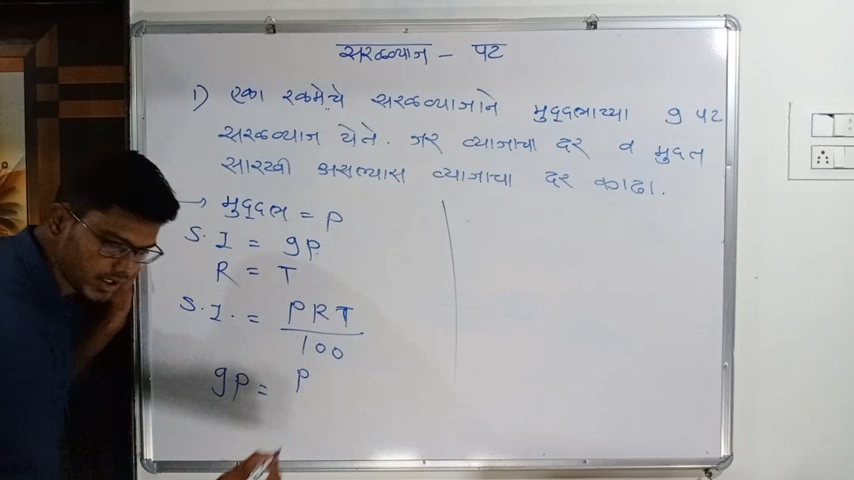 सरळव्याज - पट
1) एका रकमेचे सरळव्याजाने मुद्दलाच्या 9 पट
सरळव्याज येते. जर व्याजाचा दर व मुदत
सारखी असल्यास व्याजाचा दर काढा.
→ मुद्दल = P
S.I = 9P
R = T
S.I. = PRT
100
9P = P